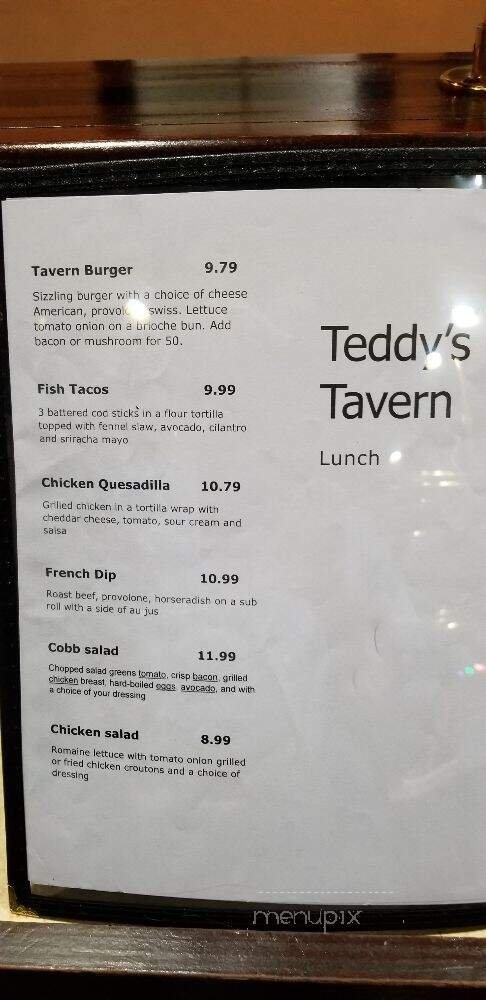 Tavern Burger 9.79
Sizzling burger with a choice of cheese
American, provolone swiss. Lettuce
tomato onion on a brioche bun. Add
bacon or mushroom for 50.
Fish Tacos 9.99
3 battered cod sticks in a flour tortilla
topped with fennel slaw, avocado, cilantro
and sriracha mayo
Chicken Quesadilla 10.79
Grilled chicken in a tortilla wrap with
cheddar cheese, tomato, sour cream and
salsa
French Dip 10.99
Roast beef, provolone, horseradish on a sub
roll with a side of au jus
Cobb salad 11.99
Chopped salad greens tomato, crisp bacon, grilled
chicken breast, hard-boiled eggs, avocado, and with
a choice of your dressing
Chicken salad 8.99
Romaine lettuce with tomato onion grilled
or fried chicken croutons and a choice of
dressing
Teddy's
Tavern
Lunch
menupix